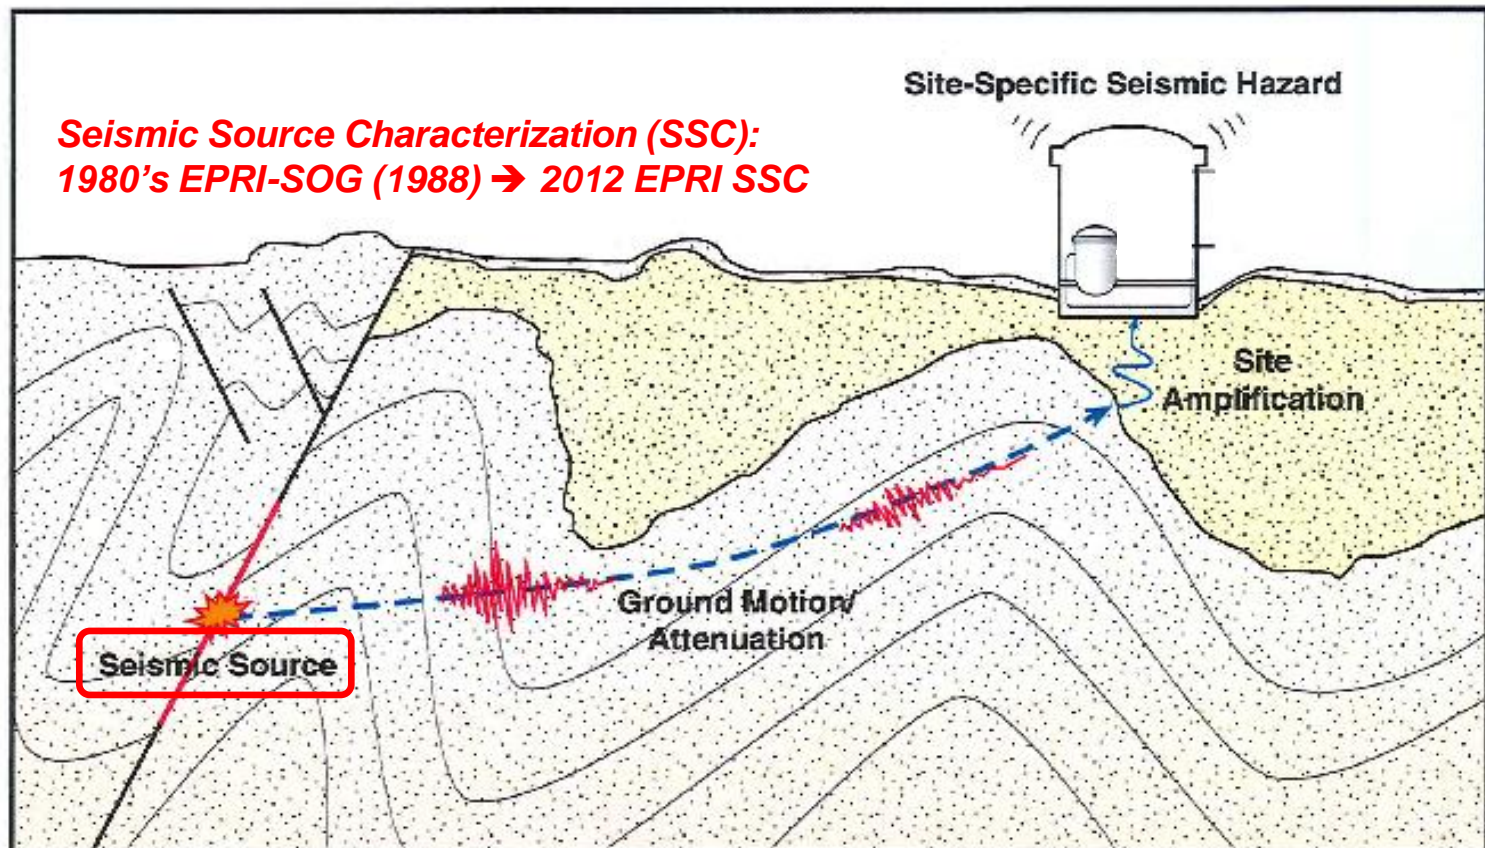 Site-Specific Seismic Hazard
Seismic Source Characterization (SSC):
1980’s EPRI-SOG (1988) ➔ 2012 EPRI SSC
Site
Amplification
Ground Motion/
Attenuation
Seismic Source